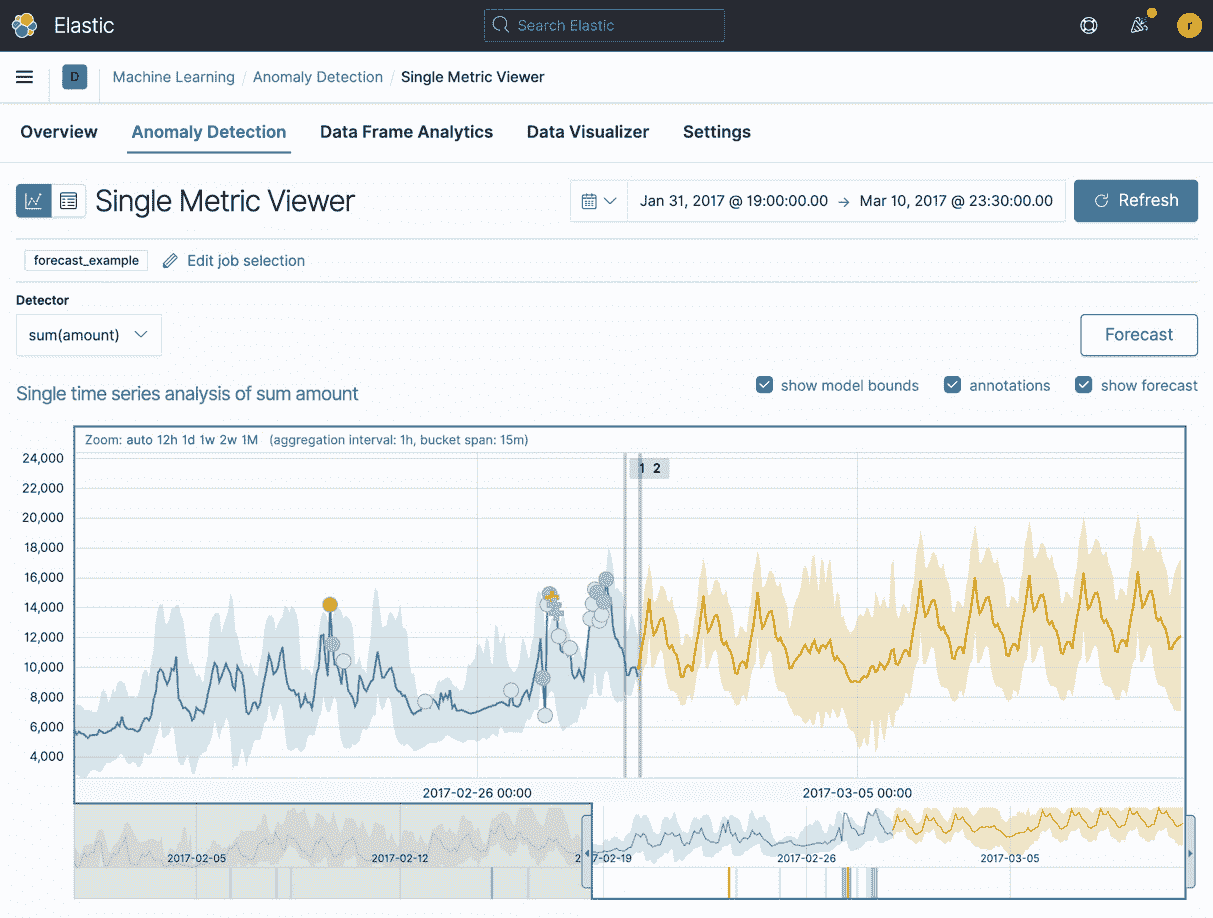 Elastic
Search Elastic
r
D
Machine Learning / Anomaly Detection / Single Metric Viewer
Overview Anomaly Detection Data Frame Analytics Data Visualizer Settings
Single Metric Viewer
Jan 31, 2017 @ 19:00:00.00 → Mar 10, 2017 @ 23:30:00.00
Refresh
forecast_example Edit job selection
Detector
sum(amount)
Forecast
Single time series analysis of sum amount
show model bounds annotations show forecast
Zoom: auto 12h 1d 1w 2w 1M (aggregation interval: 1h, bucket span: 15m)
24,000
1 2
22,000
20,000
18,000
16,000
14,000
12,000
10,000
8,000
6,000
4,000
2017-02-26 00:00 2017-03-05 00:00
2017-02-05 2017-02-12 2 7-02-19 2017-02-26 2017-03-05